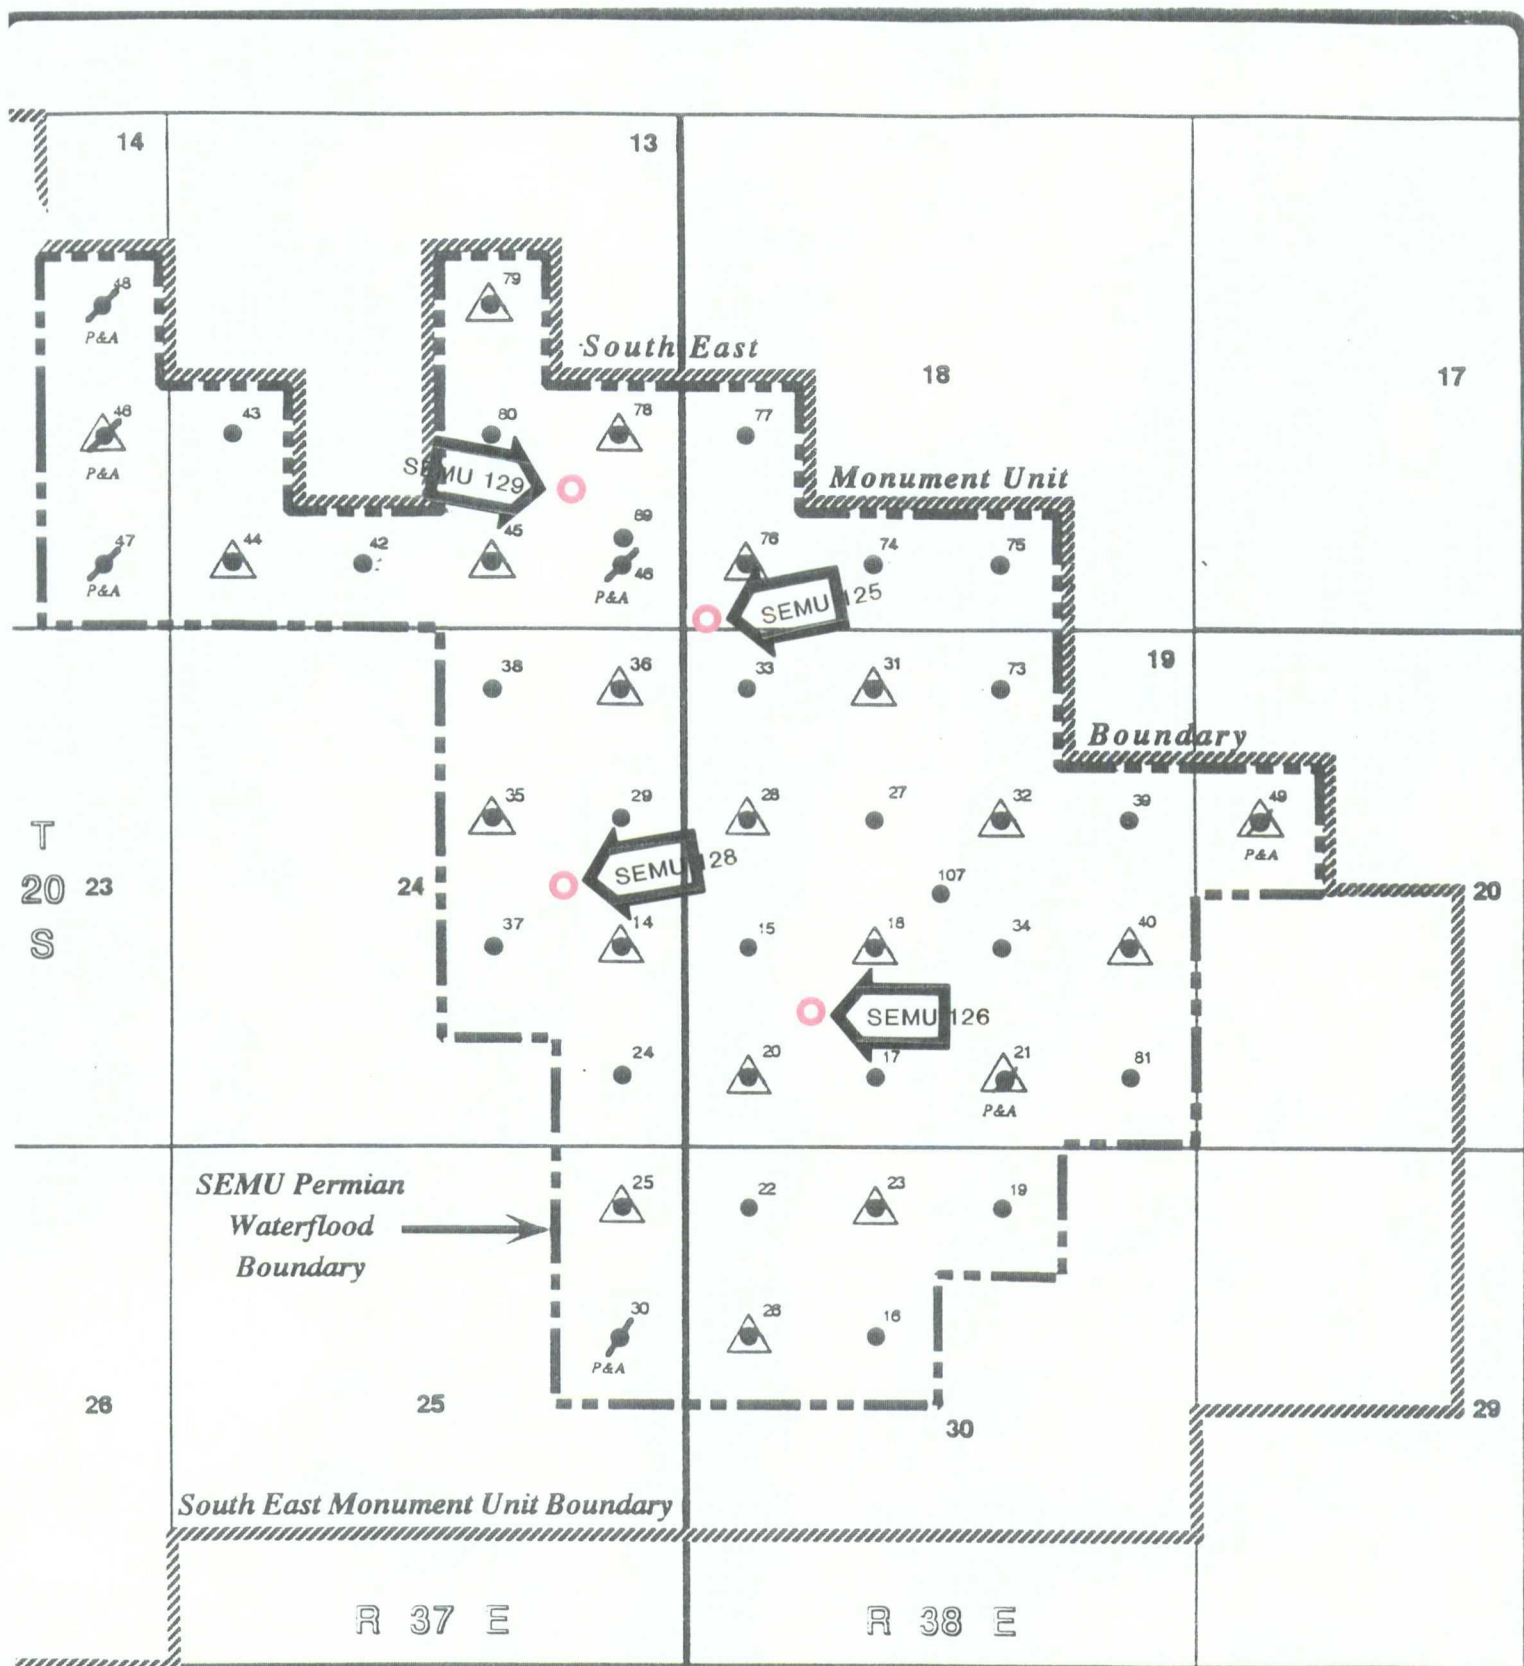 14
13
48
P&A
79
South East
18
17
46
P&A
43
80
78
77
SEMU 129
Monument Unit
47
P&A
44
42
45
89
46
P&A
76
74
75
SEMU 125
38
36
33
31
73
19
Boundary
35
29
28
27
32
39
49
P&A
T
20
S
23
24
SEMU 128
107
20
37
14
15
18
34
40
SEMU 126
24
20
17
21
P&A
81
SEMU Permian
Waterflood
Boundary
25
22
23
19
30
P&A
26
16
26
25
30
29
South East Monument Unit Boundary
R 37 E
R 38 E